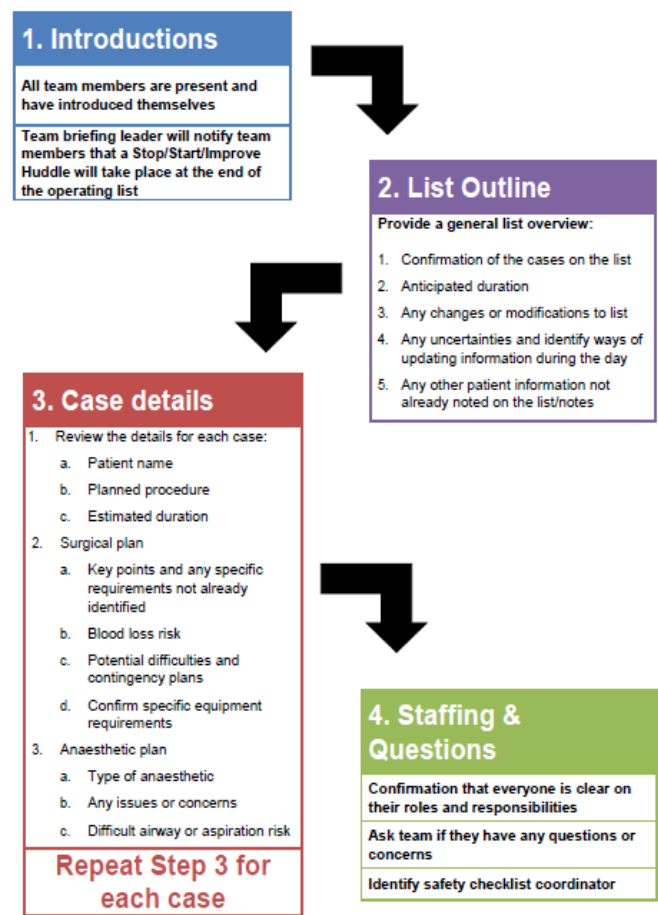 1. Introductions
All team members are present and
have introduced themselves
Team briefing leader will notify team
members that a Stop/Start/Improve
Huddle will take place at the end of
the operating list
2. List Outline
Provide a general list overview:
1. Confirmation of the cases on the list
2. Anticipated duration
3. Any changes or modifications to list
4. Any uncertainties and identify ways of
updating information during the day
5. Any other patient information not
already noted on the list/notes
3. Case details
1. Review the details for each case:
a. Patient name
b. Planned procedure
c. Estimated duration
2. Surgical plan
a. Key points and any specific
requirements not already
identified
b. Blood loss risk
c. Potential difficulties and
contingency plans
d. Confirm specific equipment
requirements
3. Anaesthetic plan
a. Type of anaesthetic
b. Any issues or concerns
c. Difficult airway or aspiration risk
Repeat Step 3 for
each case
4. Staffing &
Questions
Confirmation that everyone is clear on
their roles and responsibilities
Ask team if they have any questions or
concerns
Identify safety checklist coordinator